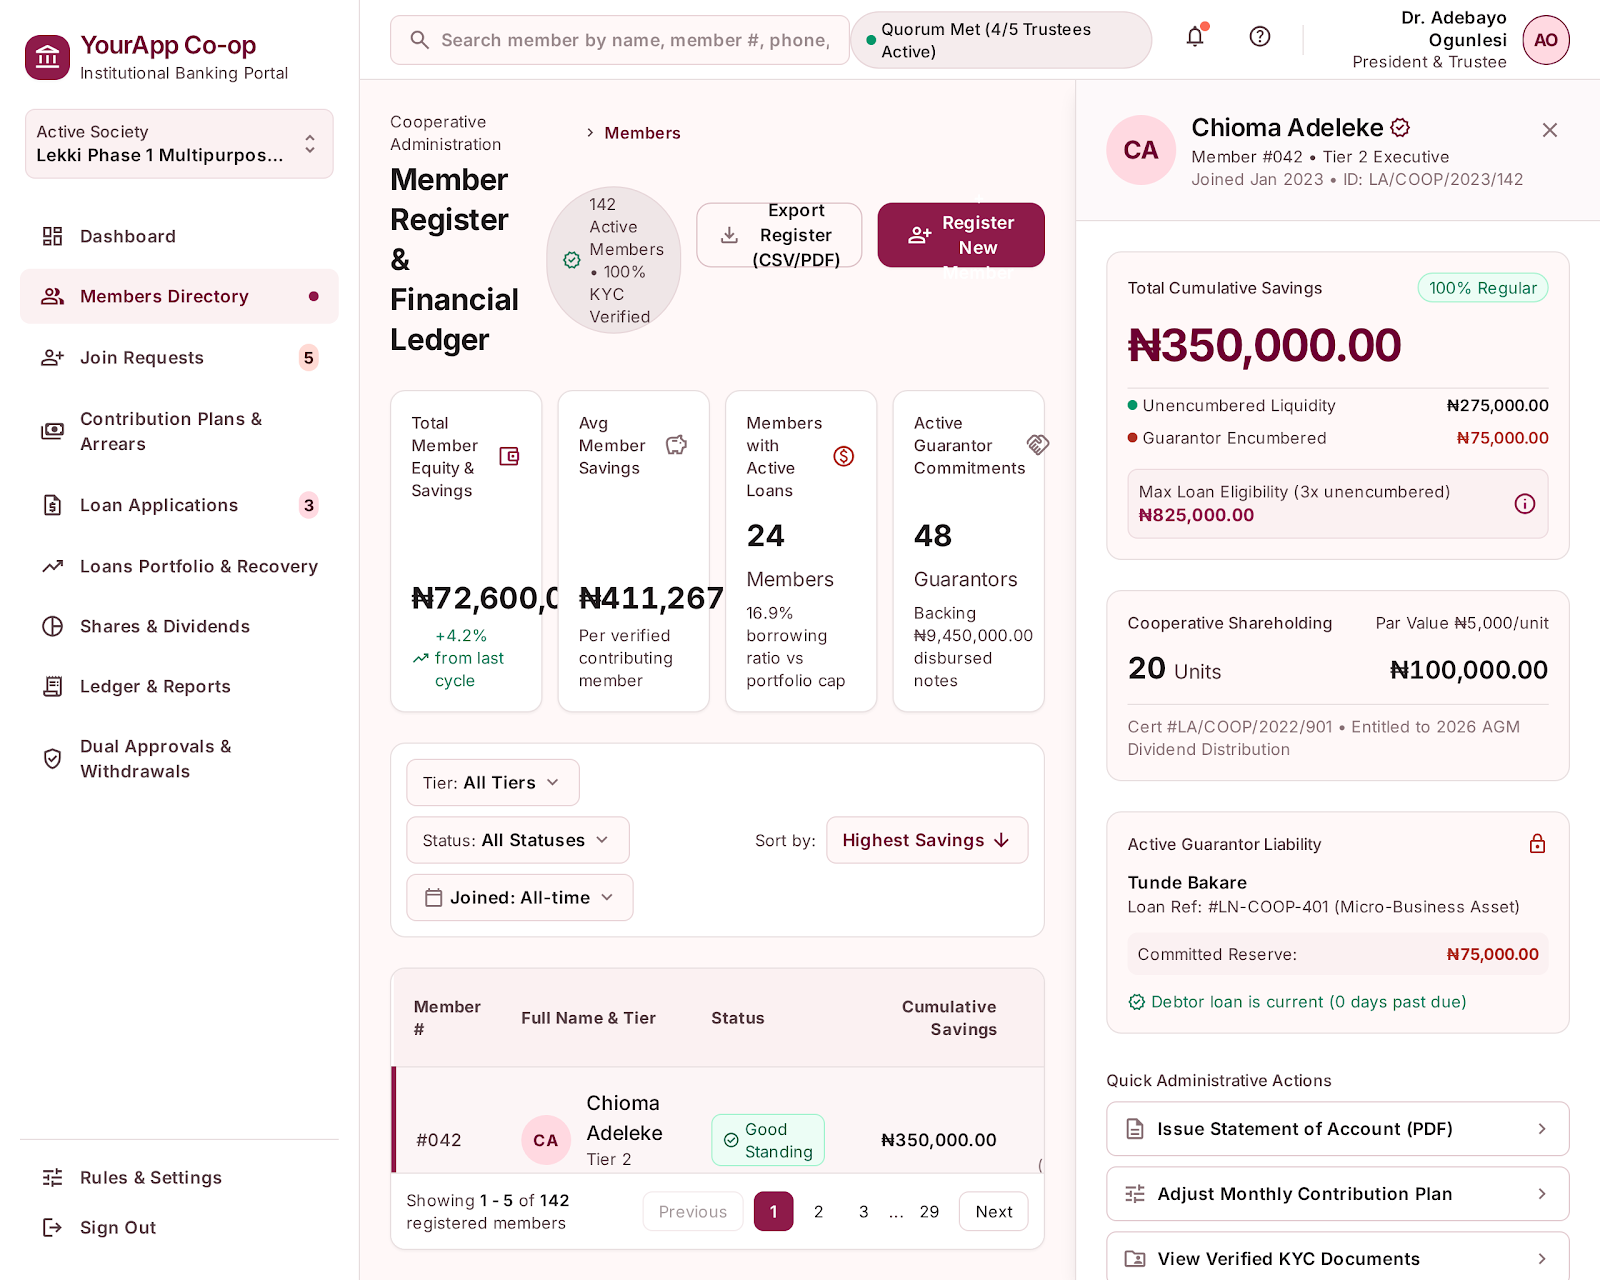 YourApp Co-op
Institutional Banking Portal
Active Society
Lekki Phase 1 Multipurpos...
Dashboard
Members Directory
Join Requests
5
Contribution Plans &
Arrears
Loan Applications
3
Loans Portfolio & Recovery
Shares & Dividends
Ledger & Reports
Dual Approvals &
Withdrawals
Rules & Settings
Sign Out
Search member by name, member #, phone,
Quorum Met (4/5 Trustees
Active)
Dr. Adebayo
Ogunlesi
President & Trustee
AO
Cooperative
Administration
Members
Member
Register
&
Financial
Ledger
142
Active
Members
• 100%
KYC
Verified
Export
Register
(CSV/PDF)
Register
New
Total
Member
Equity &
Savings
₦72,600,0
+4.2%
from last
cycle
Avg
Member
Savings
₦411,267
Per verified
contributing
member
Members
with
Active
Loans
24
Members
16.9%
borrowing
ratio vs
portfolio cap
Active
Guarantor
Commitments
48
Guarantors
Backing
₦9,450,000.00
disbursed
notes
Tier: All Tiers
Status: All Statuses
Joined: All-time
Sort by:
Highest Savings
Member
#
Full Name & Tier
Status
Cumulative
Savings
#042
CA
Chioma
Adeleke
Tier 2
Good
Standing
₦350,000.00
(
Showing 1 - 5 of 142
registered members
Previous
1
2
3
...
29
Next
CA
Chioma Adeleke
Member #042 • Tier 2 Executive
Joined Jan 2023 • ID: LA/COOP/2023/142
Total Cumulative Savings
100% Regular
₦350,000.00
Unencumbered Liquidity
₦275,000.00
Guarantor Encumbered
₦75,000.00
Max Loan Eligibility (3x unencumbered)
₦825,000.00
Cooperative Shareholding
Par Value ₦5,000/unit
20 Units
₦100,000.00
Cert #LA/COOP/2022/901 • Entitled to 2026 AGM
Dividend Distribution
Active Guarantor Liability
Tunde Bakare
Loan Ref: #LN-COOP-401 (Micro-Business Asset)
Committed Reserve:
₦75,000.00
Debtor loan is current (0 days past due)
Quick Administrative Actions
Issue Statement of Account (PDF)
Adjust Monthly Contribution Plan
View Verified KYC Documents